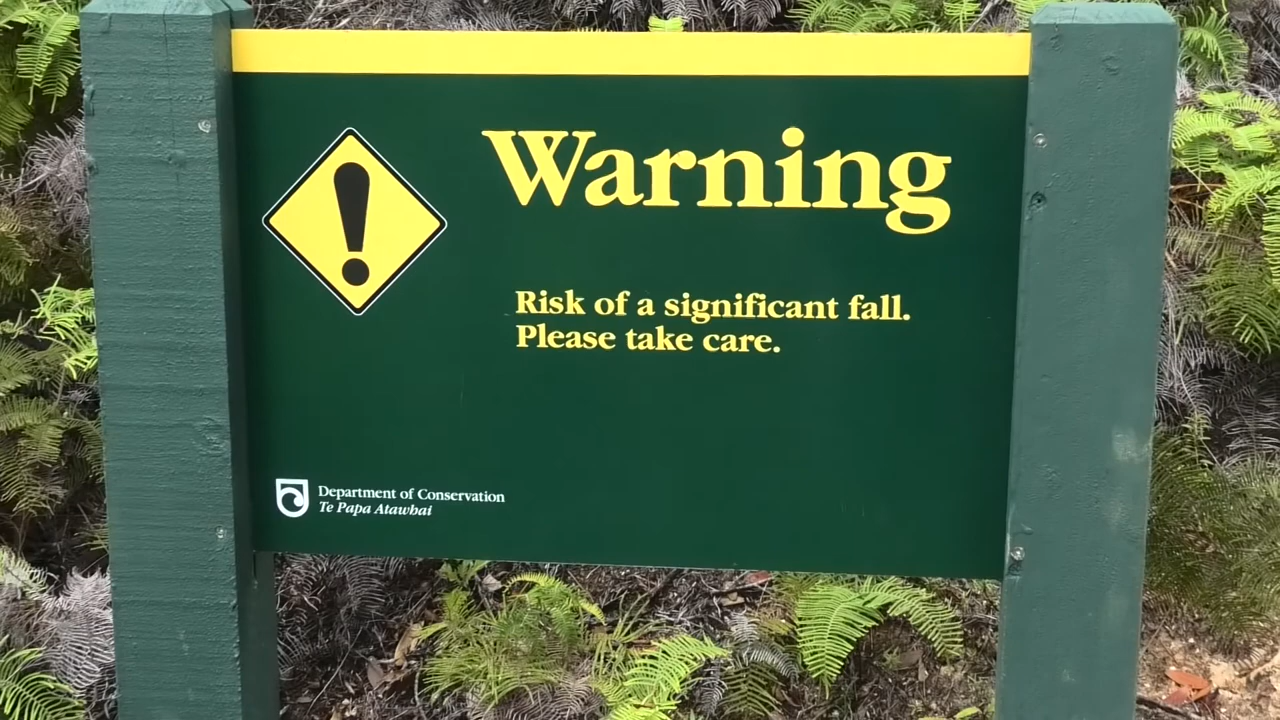 Warning
Risk of a significant fall.
Please take care.
Department of Conservation
Te Papa Atawhai